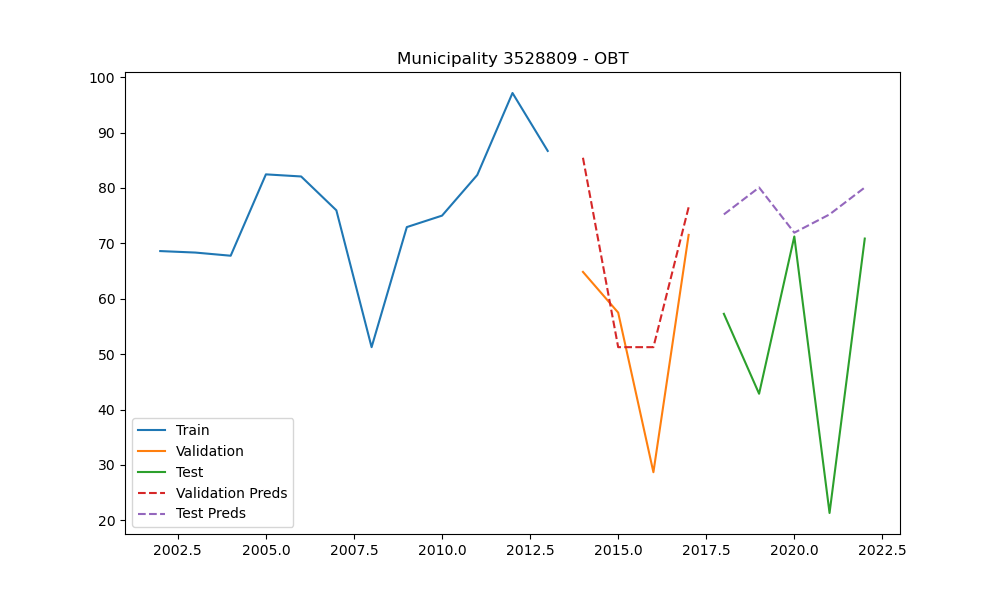 Municipality 3528809 - OBT
100
90
80
70
60
50
40
30
20
Train
Validation
Test
Validation Preds
Test Preds
2002.5 2005.0 2007.5 2010.0 2012.5 2015.0 2017.5 2020.0 2022.5